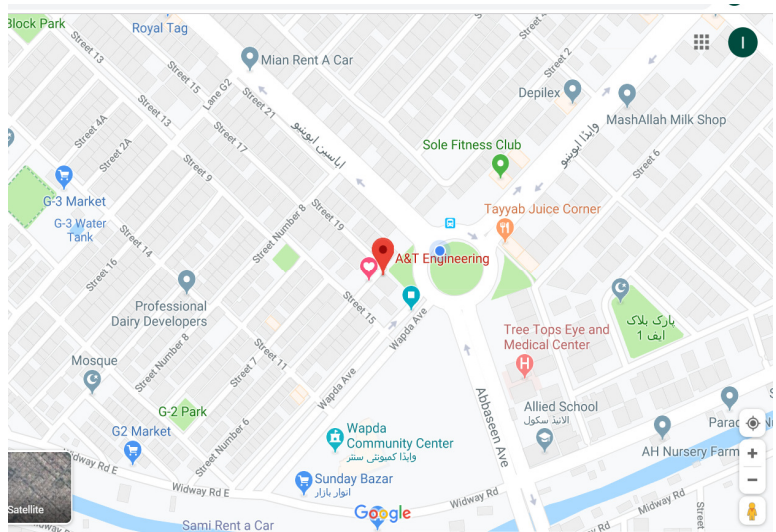 Block Park
Royal Tag
Mian Rent A Car
Street 2
Depilex
MashAllah Milk Shop
I
Street 15
Street 13
Lane G2
Street 21
Street 13
اباسین ایوینیو
واپڈا ایوینیو
Street 4A
Street 2A
Street 17
Sole Fitness Club
Street 6
Street 9
G-3 Market
G-3 Water
Tank
Street Number 8
Street 19
Tayyab Juice Corner
Street 14
A&T Engineering
Street 16
Street 15
Professional
Dairy Developers
Wapda Ave
پارک بلاک
ایف 1
Tree Tops Eye and
Medical Center
Street Number 8
Street 7
Street 11
Mosque
Wapda Ave
Abbaseen Ave
G-2 Park
Allied School
الائیڈ سکول
G2 Market
Street Number 6
Wapda
Community Center
واپڈا کمیونٹی سنٹر
AH Nursery Farm
Midway Rd E
Midway Rd E
Sunday Bazar
اتوار بازار
Midway Rd
Midway Rd
Street
Satellite
Google
Sami Rent a Car